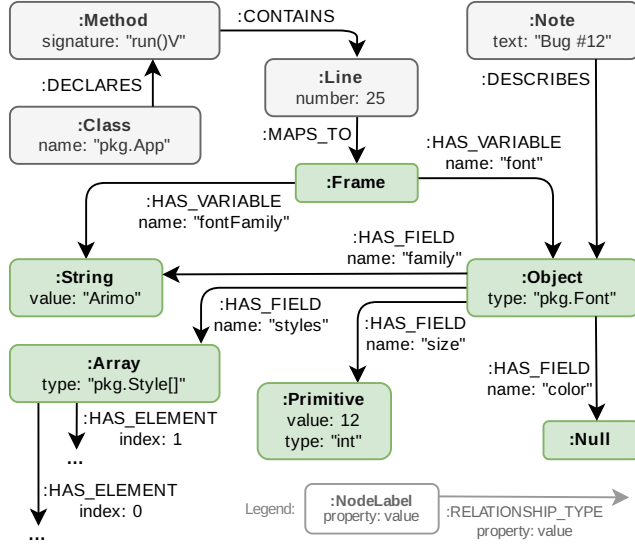 :Method
signature: "run()V"
:CONTAINS
:Note
text: "Bug #12"
:DECLARES
:Line
number: 25
:DESCRIBES
:Class
name: "pkg.App"
:MAPS_TO
:HAS_VARIABLE
name: "font"
:Frame
:HAS_VARIABLE
name: "fontFamily"
:HAS_FIELD
name: "family"
:String
value: "Arimo"
:Object
type: "pkg.Font"
:HAS_FIELD
name: "styles"
:HAS_FIELD
name: "size"
:Array
type: "pkg.Style[]"
:HAS_FIELD
name: "color"
:Primitive
value: 12
type: "int"
:HAS_ELEMENT
index: 1
...
:Null
:HAS_ELEMENT
index: 0
...
Legend:
:NodeLabel
property: value
:RELATIONSHIP_TYPE
property: value